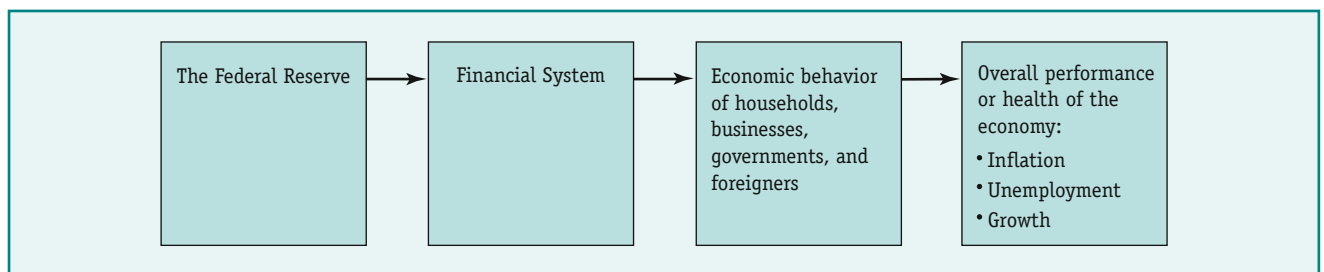 The Federal Reserve
Financial System
Economic behavior
of households,
businesses,
governments, and
foreigners
Overall performance
or health of the
economy:
• Inflation
• Unemployment
• Growth